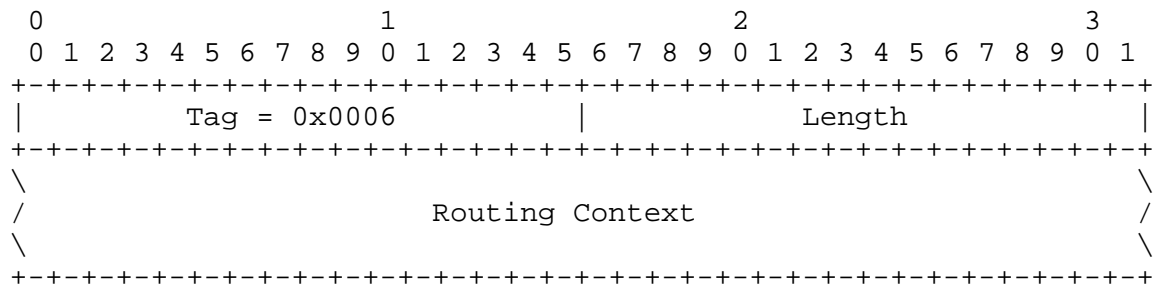 0                   1                   2                   3
 0 1 2 3 4 5 6 7 8 9 0 1 2 3 4 5 6 7 8 9 0 1 2 3 4 5 6 7 8 9 0 1
+-+-+-+-+-+-+-+-+-+-+-+-+-+-+-+-+-+-+-+-+-+-+-+-+-+-+-+-+-+-+-+-+
|         Tag = 0x0006          |            Length             |
+-+-+-+-+-+-+-+-+-+-+-+-+-+-+-+-+-+-+-+-+-+-+-+-+-+-+-+-+-+-+-+-+
\                                                               \
/                       Routing Context                         /
\                                                               \
+-+-+-+-+-+-+-+-+-+-+-+-+-+-+-+-+-+-+-+-+-+-+-+-+-+-+-+-+-+-+-+-+